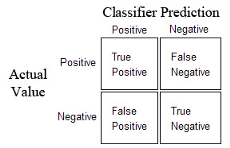 Classifier Prediction
Positive Negative
Actual
Value
Positive
True
Positive
False
Negative
Negative
False
Positive
True
Negative